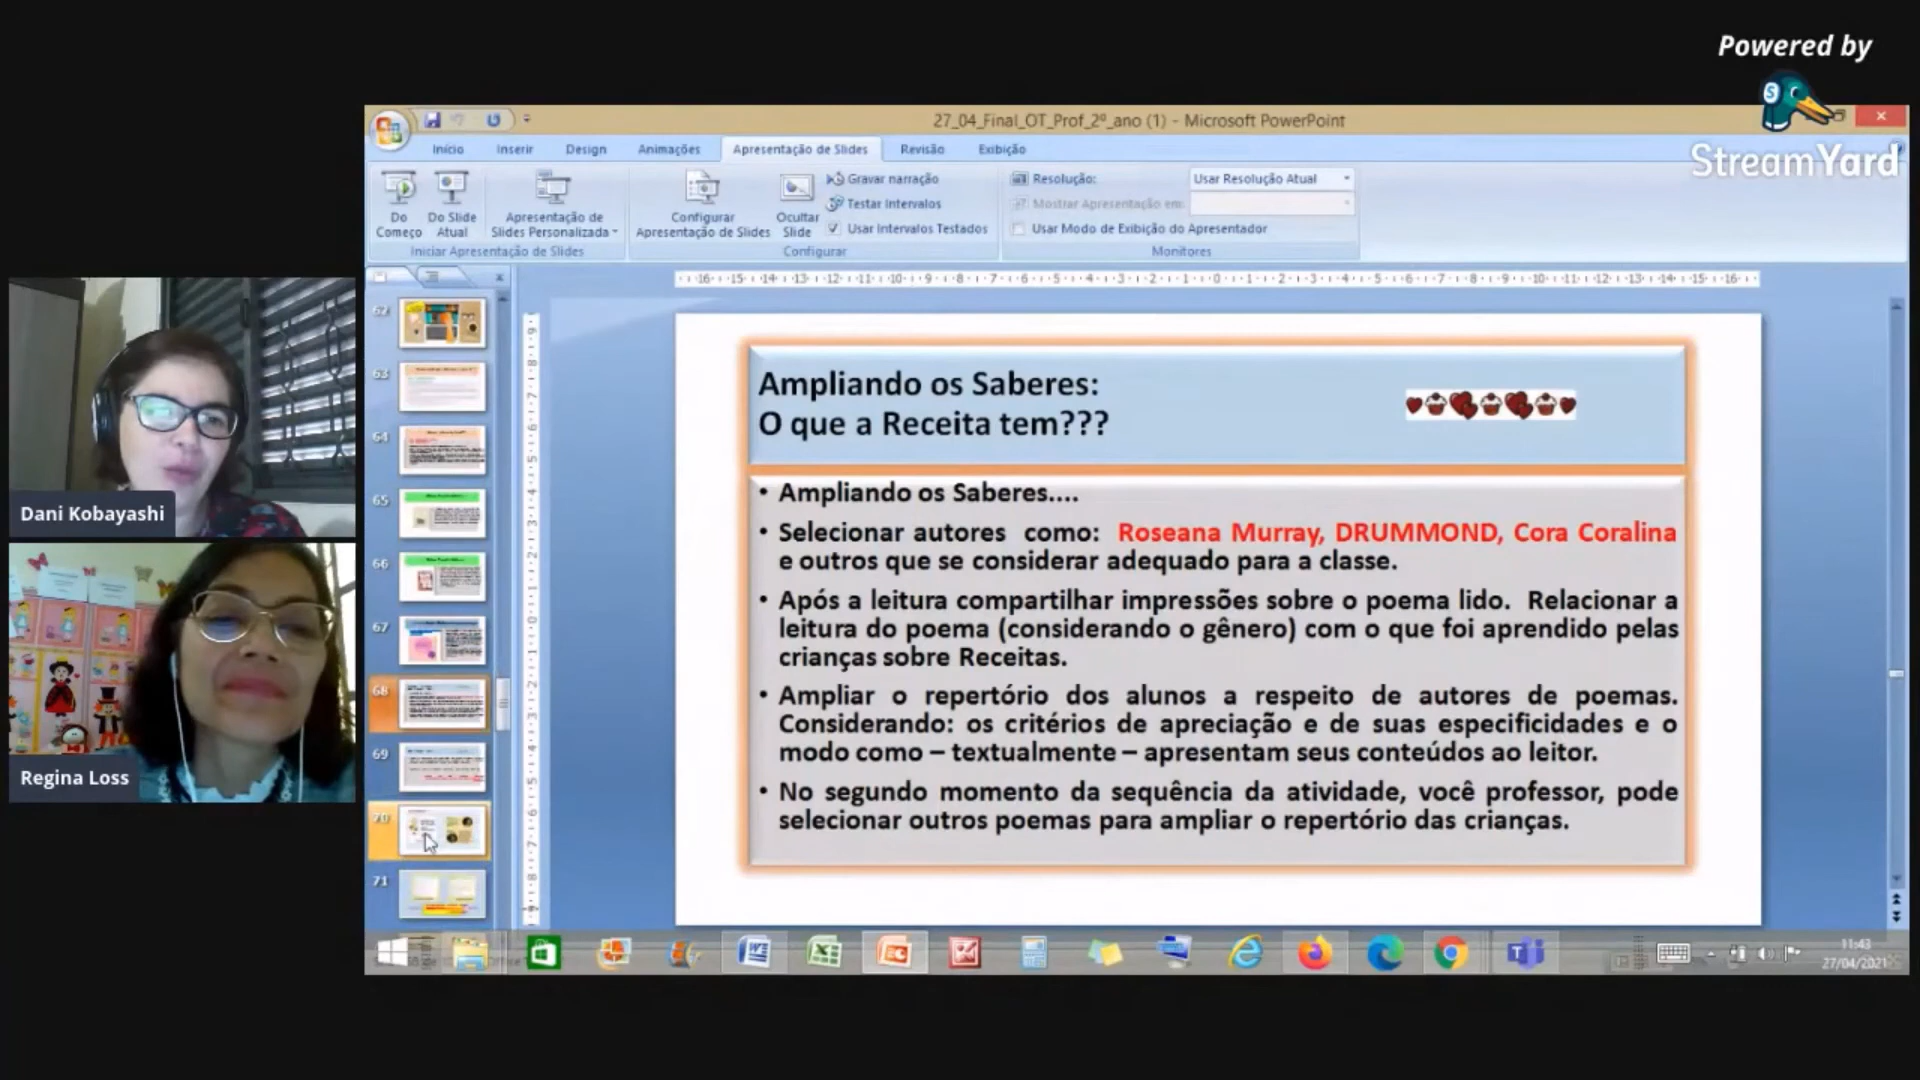 Powered by
StreamYard
27_04_Final_OT_Prof_2º_ano (1) - Microsoft PowerPoint
Início Inserir Design Animações Apresentação de Slides Revisão Exibição
Do Começo
Do Slide Atual
Apresentação de Slides Personalizada
Configurar Apresentação de Slides
Ocultar Slide
Gravar narração
Testar Intervalos
Usar Intervalos Testados
Resolução: Usar Resolução Atual
Mostrar Apresentação em:
Usar Modo de Exibição do Apresentador
Iniciar Apresentação de Slides Configurar Monitores
62
63
64
65
66
67
68
69
70
71
Dani Kobayashi
Regina Loss
Ampliando os Saberes:
O que a Receita tem???
• Ampliando os Saberes....
• Selecionar autores como: Roseana Murray, DRUMMOND, Cora Coralina
e outros que se considerar adequado para a classe.
• Após a leitura compartilhar impressões sobre o poema lido. Relacionar a
leitura do poema (considerando o gênero) com o que foi aprendido pelas
crianças sobre Receitas.
• Ampliar o repertório dos alunos a respeito de autores de poemas.
Considerando: os critérios de apreciação e de suas especificidades e o
modo como – textualmente – apresentam seus conteúdos ao leitor.
• No segundo momento da sequência da atividade, você professor, pode
selecionar outros poemas para ampliar o repertório das crianças.
11:43
27/04/2021